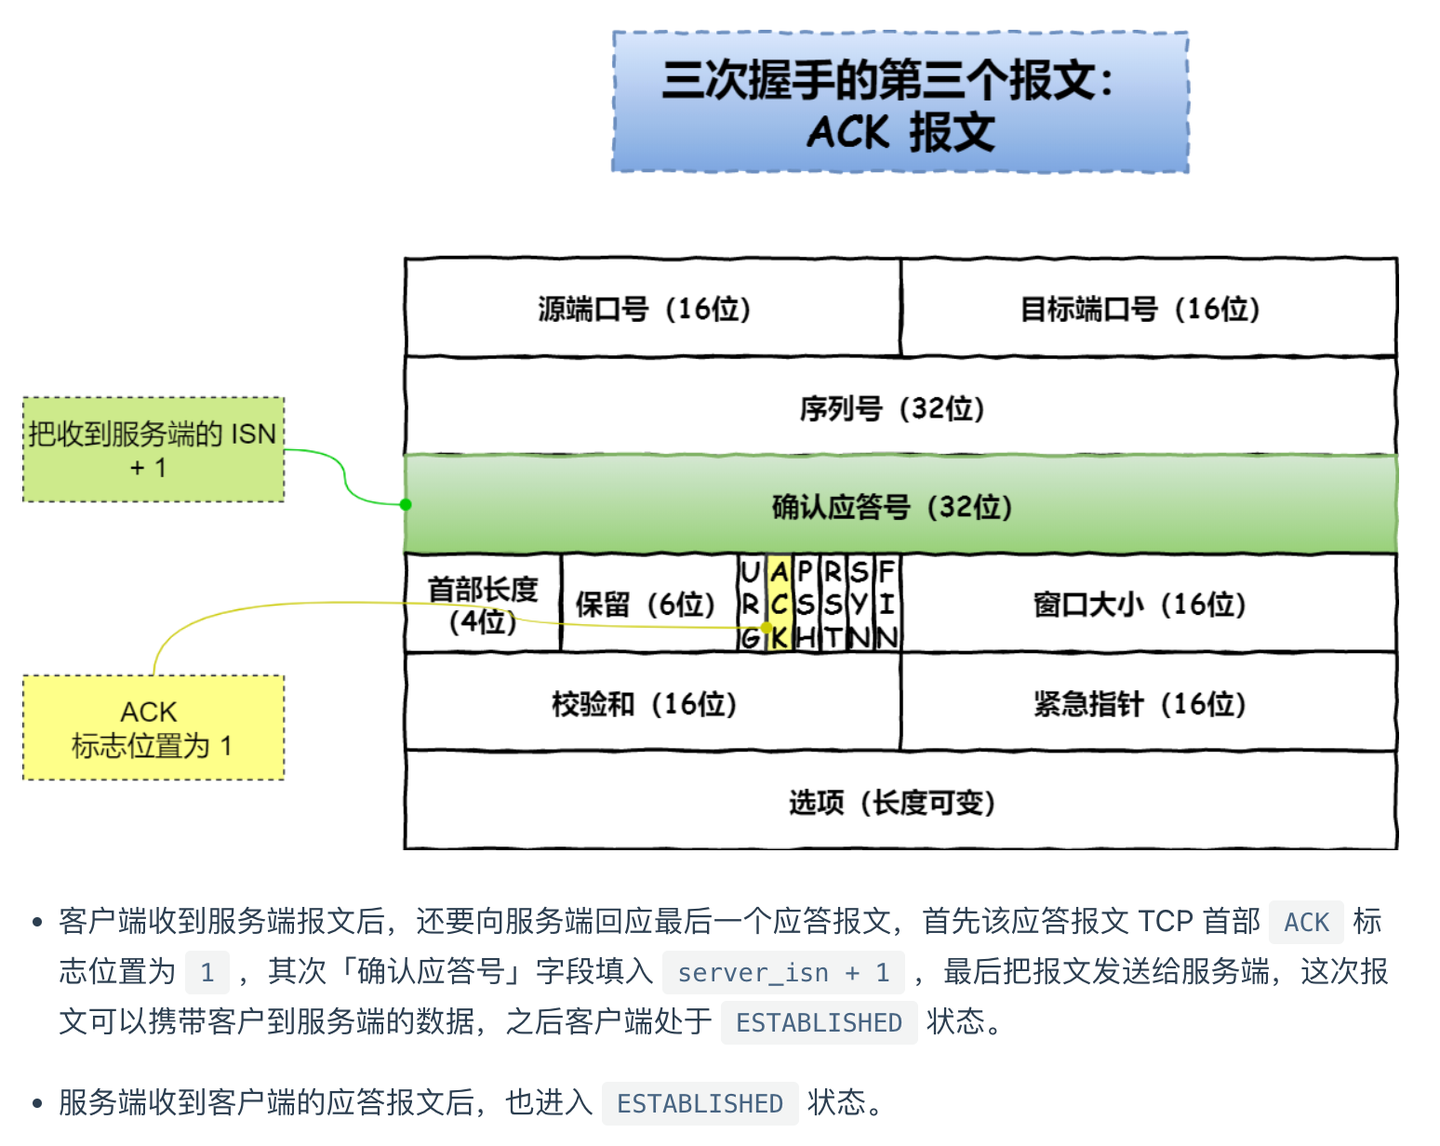 三次握手的第三个报文：
ACK 报文
源端口号（16位）
目标端口号（16位）
序列号（32位）
把收到服务端的 ISN
+ 1
确认应答号（32位）
首部长度
（4位）
保留（6位）
URG
ACK
PSH
RST
SYN
FIN
窗口大小（16位）
ACK
标志位置为 1
校验和（16位）
紧急指针（16位）
选项（长度可变）
• 客户端收到服务端报文后，还要向服务端回应最后一个应答报文，首先该应答报文 TCP 首部 ACK 标
志位置为 1 ，其次「确认应答号」字段填入 server_isn + 1 ，最后把报文发送给服务端，这次报
文可以携带客户到服务端的数据，之后客户端处于 ESTABLISHED 状态。
• 服务端收到客户端的应答报文后，也进入 ESTABLISHED 状态。